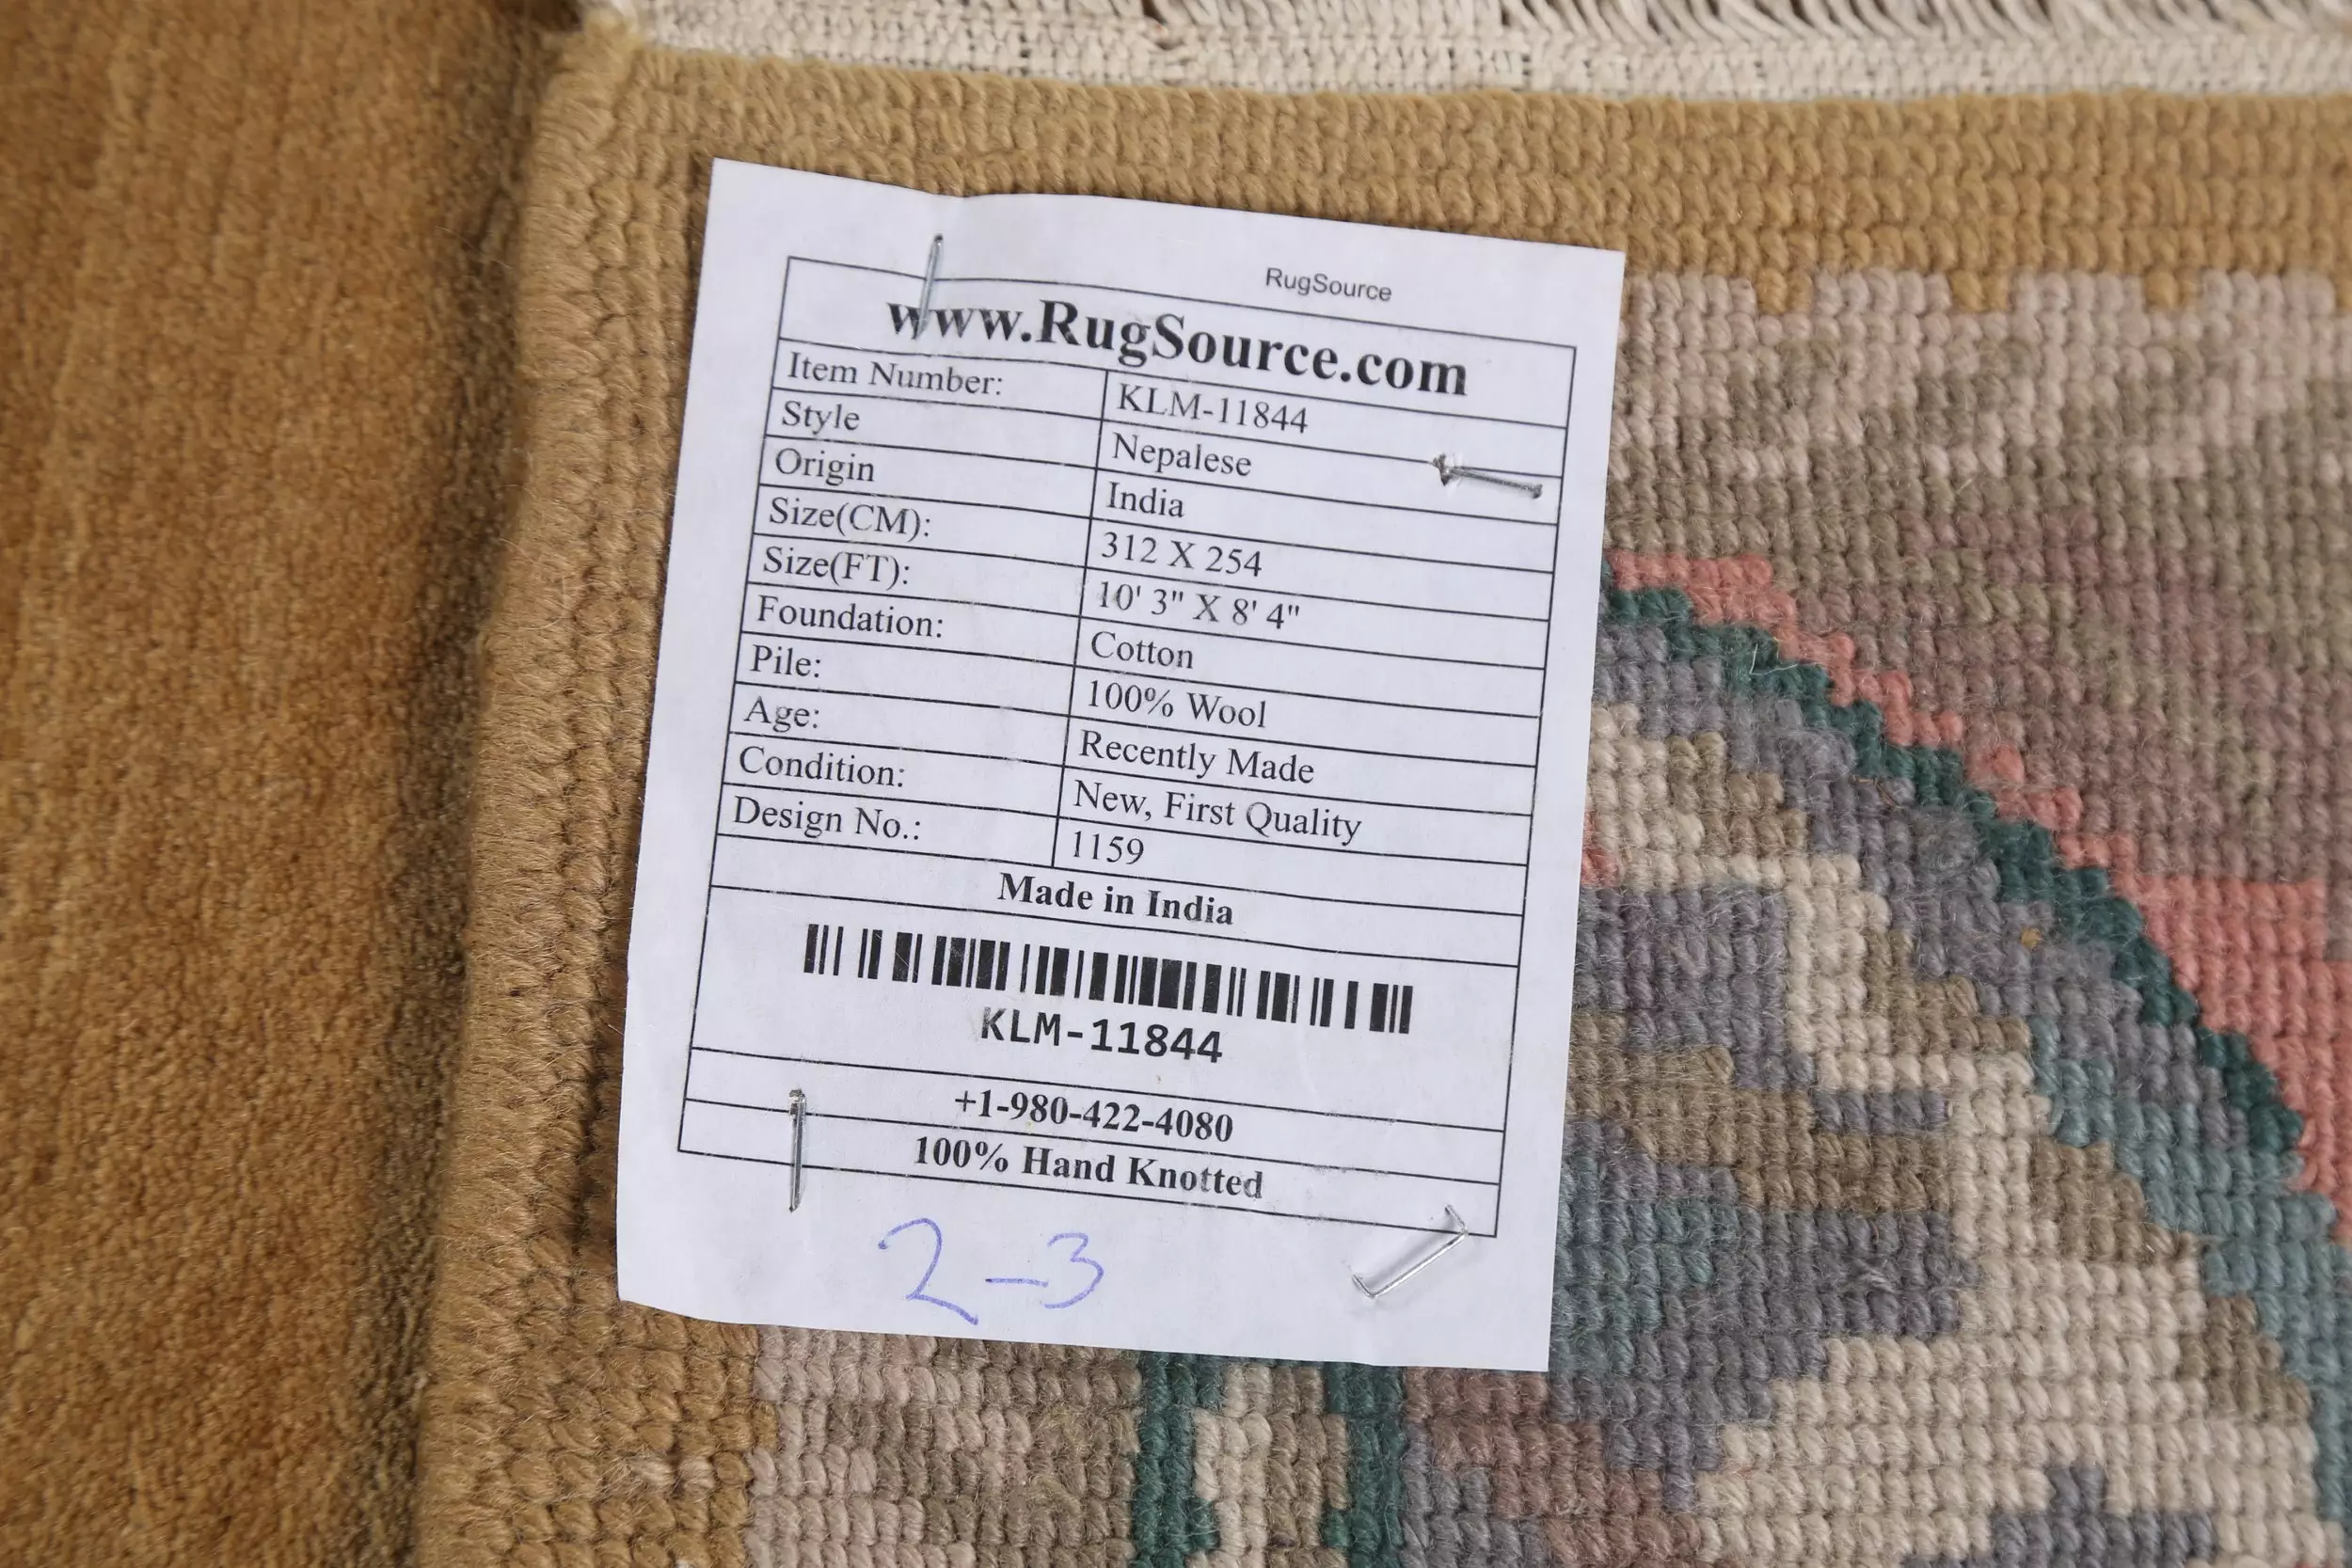 RugSource
www.RugSource.com
Item Number: KLM-11844
Style Nepalese
Origin India
Size(CM): 312 X 254
Size(FT): 10' 3" X 8' 4"
Foundation: Cotton
Pile: 100% Wool
Age: Recently Made
Condition: New, First Quality
Design No.: 1159
Made in India
KLM-11844
+1-980-422-4080
100% Hand Knotted
2-3